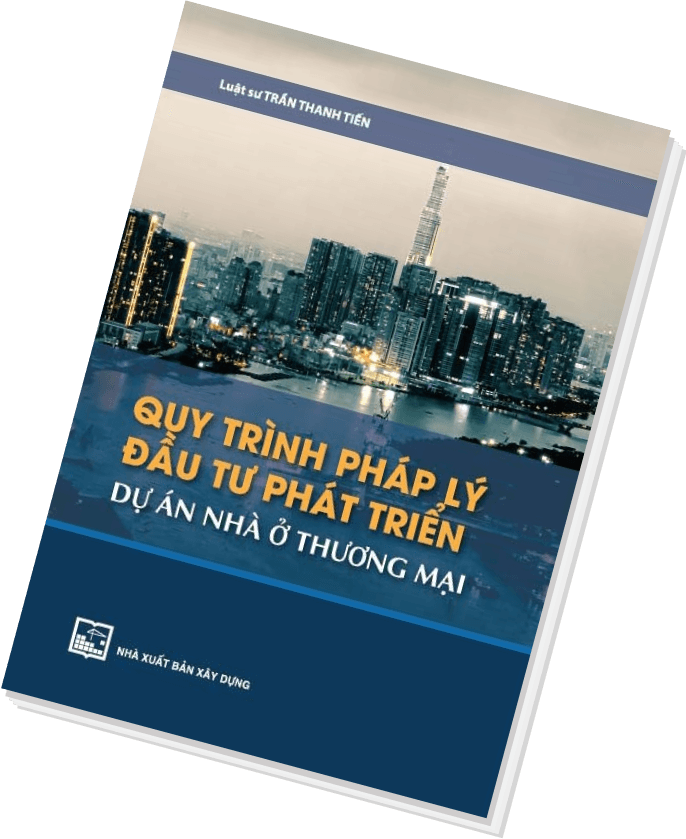 Luật sư TRẦN THANH TIẾN
QUY TRÌNH PHÁP LÝ
ĐẦU TƯ PHÁT TRIỂN
DỰ ÁN NHÀ Ở THƯƠNG MẠI
NHÀ XUẤT BẢN XÂY DỰNG